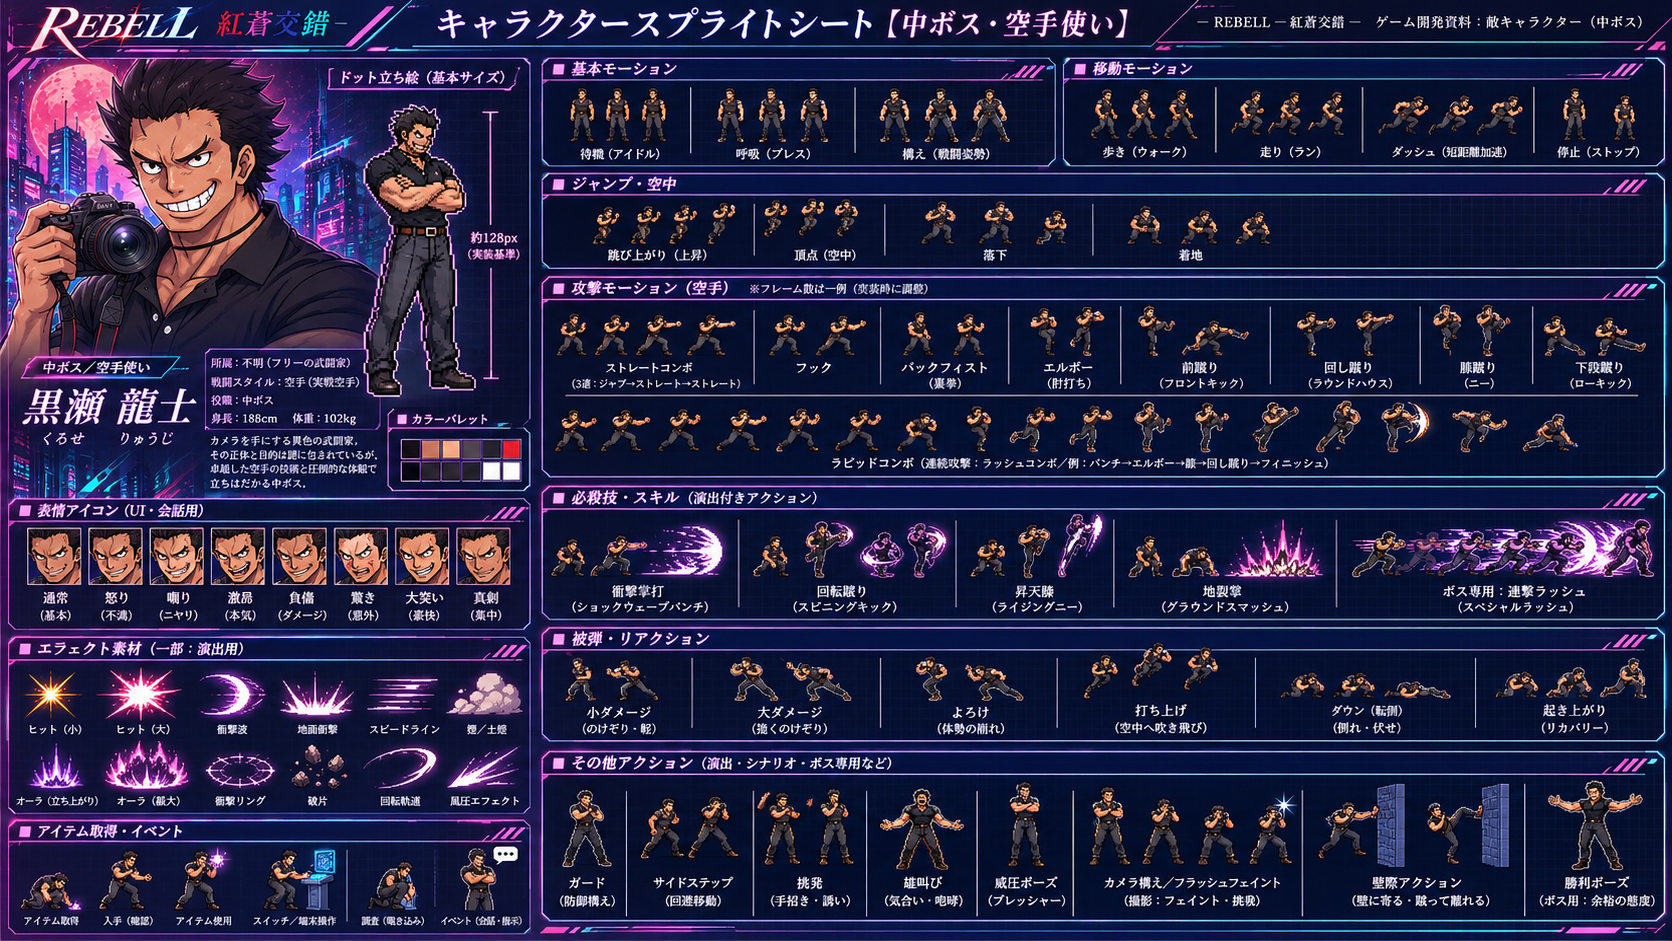 REBELL 紅蒼交錯
キャラクタースプライトシート【中ボス・空手使い】
― REBELL ― 紅蒼交錯 ― ゲーム開発資料：敵キャラクター（中ボス）
ドット立ち絵（基本サイズ）
約128px
（実装基準）
中ボス／空手使い
黒瀬 龍士
くろせ りゅうじ
所属：不明（フリーの武闘家）
戦闘スタイル：空手（実戦空手）
役職：中ボス
身長：188cm 体重：102kg
カメラを手にする異色の武闘家。
その正体と目的は謎に包まれているが、
卓越した空手の技術と圧倒的な体躯で
立ちはだかる中ボス。
カラーパレット
表情アイコン（UI・会話用）
通常
（基本）
怒り
（不満）
嘲り
（ニヤリ）
激昂
（本気）
負傷
（ダメージ）
驚き
（意外）
大笑い
（豪快）
真剣
（集中）
エフェクト素材（一部：演出用）
ヒット（小）
ヒット（大）
衝撃波
地面衝撃
スピードライン
煙／土煙
オーラ（立ち上がり）
オーラ（最大）
衝撃リング
破片
回転軌道
風圧エフェクト
アイテム取得・イベント
アイテム取得
入手（確認）
アイテム使用
スイッチ／端末操作
調査（覗き込み）
イベント（会話・指示）
基本モーション
待機（アイドル）
呼吸（ブレス）
構え（戦闘姿勢）
移動モーション
歩き（ウォーク）
走り（ラン）
ダッシュ（短距離加速）
停止（ストップ）
ジャンプ・空中
跳び上がり（上昇）
頂点（空中）
落下
着地
攻撃モーション（空手） ※フレーム数は一例（実装時に調整）
ストレートコンボ
（3連：ジャブ→ストレート→ストレート）
フック
バックフィスト
（裏拳）
エルボー
（肘打ち）
前蹴り
（フロントキック）
回し蹴り
（ラウンドハウス）
膝蹴り
（ニー）
下段蹴り
（ローキック）
ラピッドコンボ（連続攻撃：ラッシュコンボ／例：パンチ→エルボー→膝→回し蹴り→フィニッシュ）
必殺技・スキル（演出付きアクション）
衝撃掌打
（ショックウェーブパンチ）
回転蹴り
（スピニングキック）
昇天膝
（ライジングニー）
地裂掌
（グラウンドスマッシュ）
ボス専用：連撃ラッシュ
（スペシャルラッシュ）
被弾・リアクション
小ダメージ
（のけぞり・軽）
大ダメージ
（強くのけぞり）
よろけ
（体勢の崩れ）
打ち上げ
（空中へ吹き飛び）
ダウン（転倒）
（倒れ・伏せ）
起き上がり
（リカバリー）
その他アクション（演出・シナリオ・ボス専用など）
ガード
（防御構え）
サイドステップ
（回避移動）
挑発
（手招き・誘い）
雄叫び
（気合い・咆哮）
威圧ポーズ
（プレッシャー）
カメラ構え／フラッシュフェイント
（撮影：フェイント・挑発）
壁際アクション
（壁に寄る・蹴って離れる）
勝利ポーズ
（ボス用：余裕の態度）